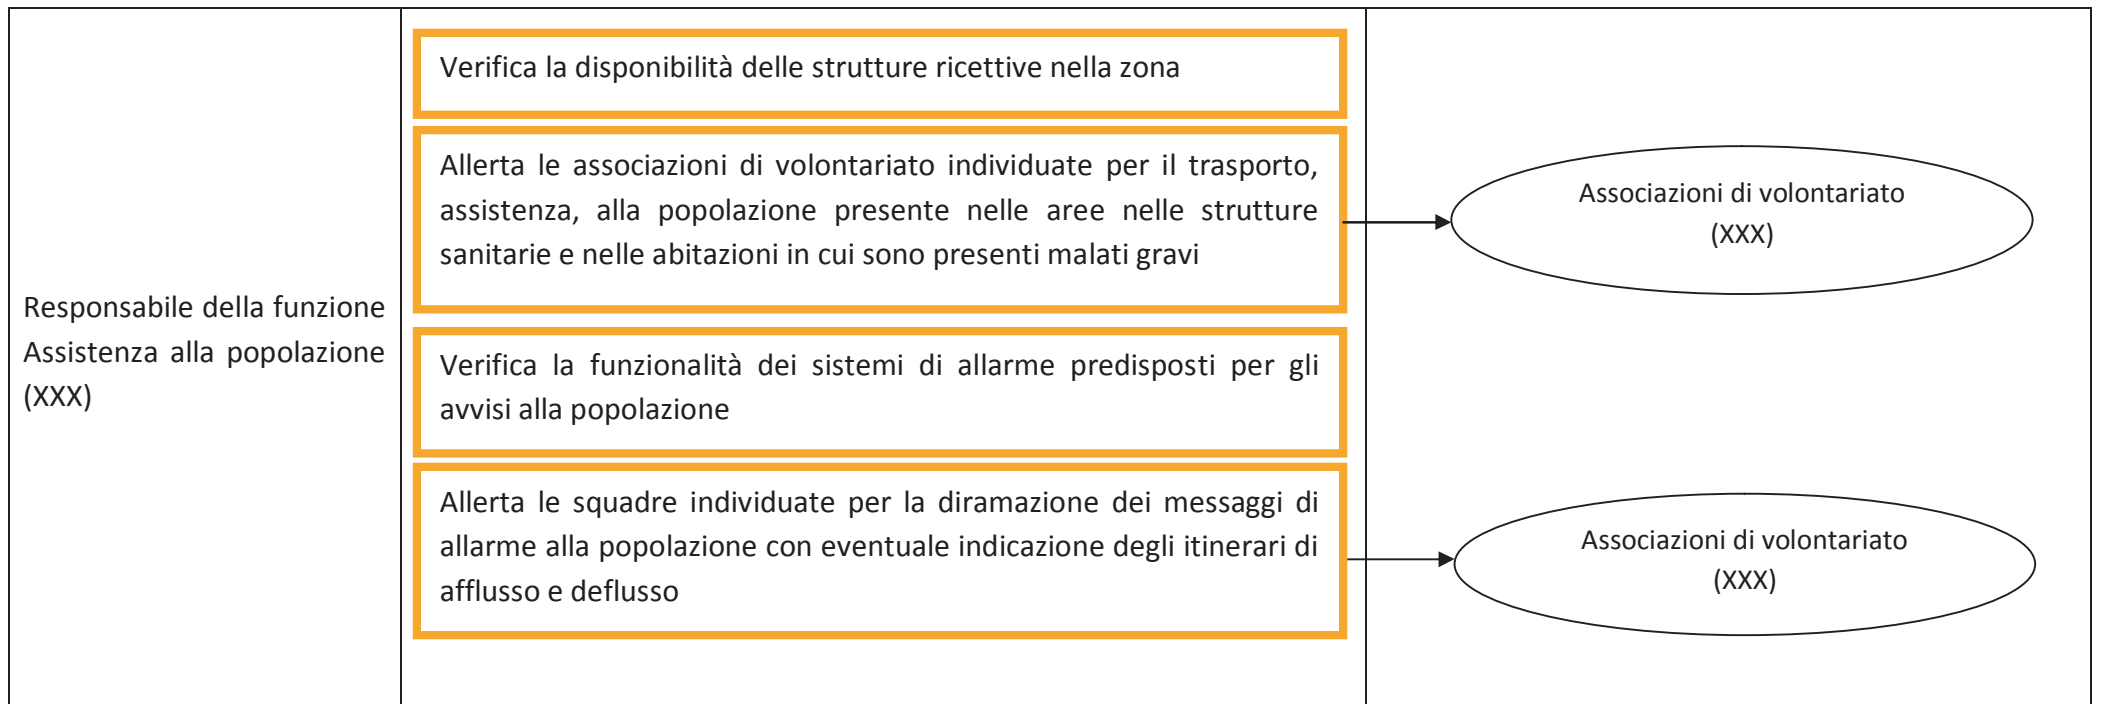 Responsabile della funzione
Assistenza alla popolazione
(XXX)
Verifica la disponibilità delle strutture ricettive nella zona
Allerta le associazioni di volontariato individuate per il trasporto,
assistenza, alla popolazione presente nelle aree nelle strutture
sanitarie e nelle abitazioni in cui sono presenti malati gravi
Associazioni di volontariato
(XXX)
Verifica la funzionalità dei sistemi di allarme predisposti per gli
avvisi alla popolazione
Allerta le squadre individuate per la diramazione dei messaggi di
allarme alla popolazione con eventuale indicazione degli itinerari di
afflusso e deflusso
Associazioni di volontariato
(XXX)